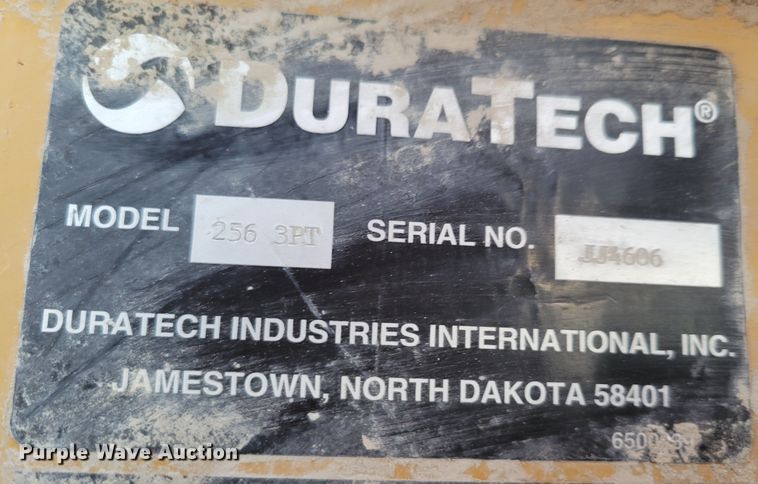 DURATECH®
MODEL 256 3PT SERIAL NO. JJ4606
DURATECH INDUSTRIES INTERNATIONAL, INC.
JAMESTOWN, NORTH DAKOTA 58401
Purple Wave Auction